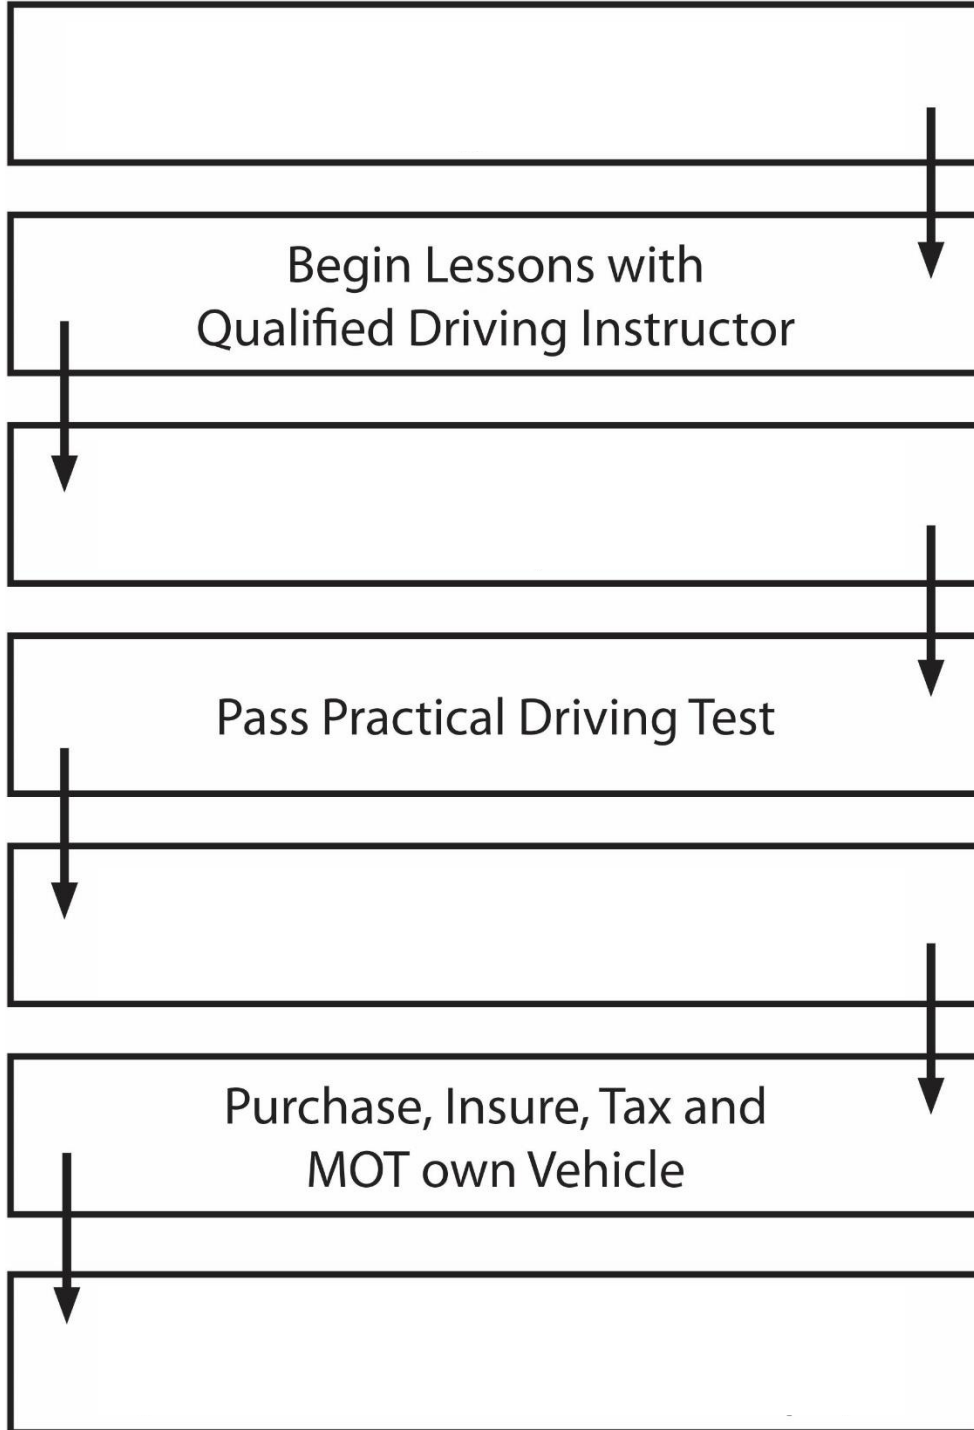 Begin Lessons with
Qualified Driving Instructor
Pass Practical Driving Test
Purchase, Insure, Tax and
MOT own Vehicle